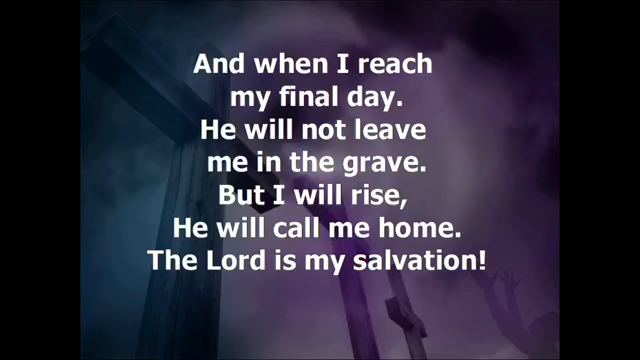 And when I reach
my final day.
He will not leave
me in the grave.
But I will rise,
He will call me home.
The Lord is my salvation!